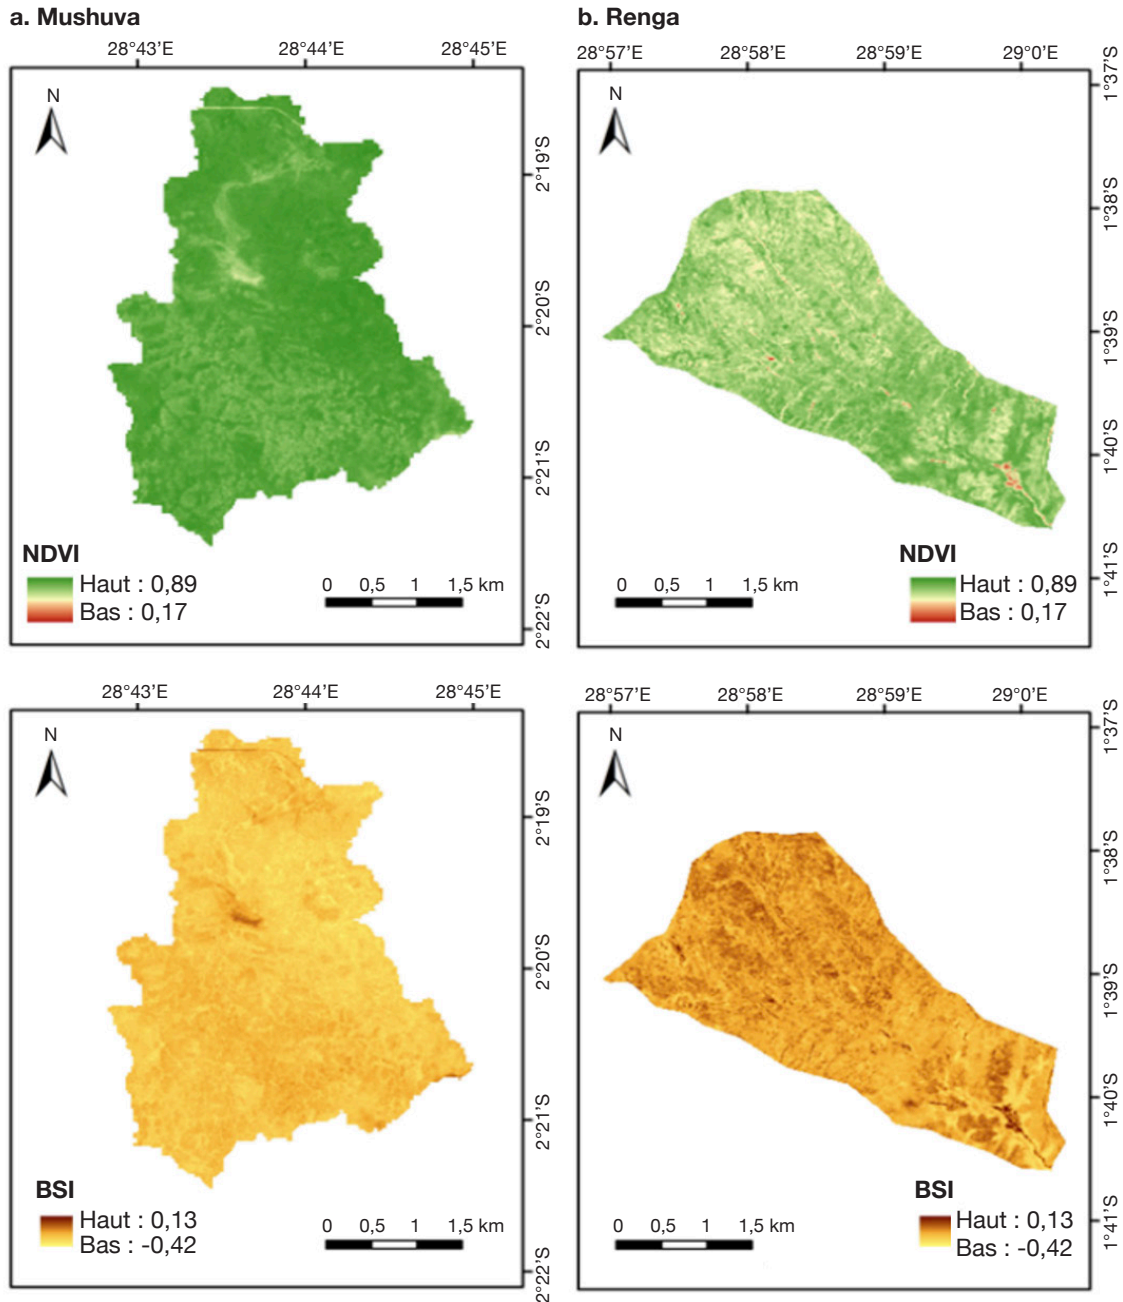 a. Mushuva
28°43'E 28°44'E 28°45'E
N
2°19'S
2°20'S
2°21'S
2°22'S
NDVI
Haut : 0,89
Bas : 0,17
0 0,5 1 1,5 km
b. Renga
28°57'E 28°58'E 28°59'E 29°0'E
N
1°37'S
1°38'S
1°39'S
1°40'S
1°41'S
NDVI
Haut : 0,89
Bas : 0,17
0 0,5 1 1,5 km
28°43'E 28°44'E 28°45'E
N
2°19'S
2°20'S
2°21'S
2°22'S
BSI
Haut : 0,13
Bas : -0,42
0 0,5 1 1,5 km
28°57'E 28°58'E 28°59'E 29°0'E
N
1°37'S
1°38'S
1°39'S
1°40'S
1°41'S
BSI
Haut : 0,13
Bas : -0,42
0 0,5 1 1,5 km